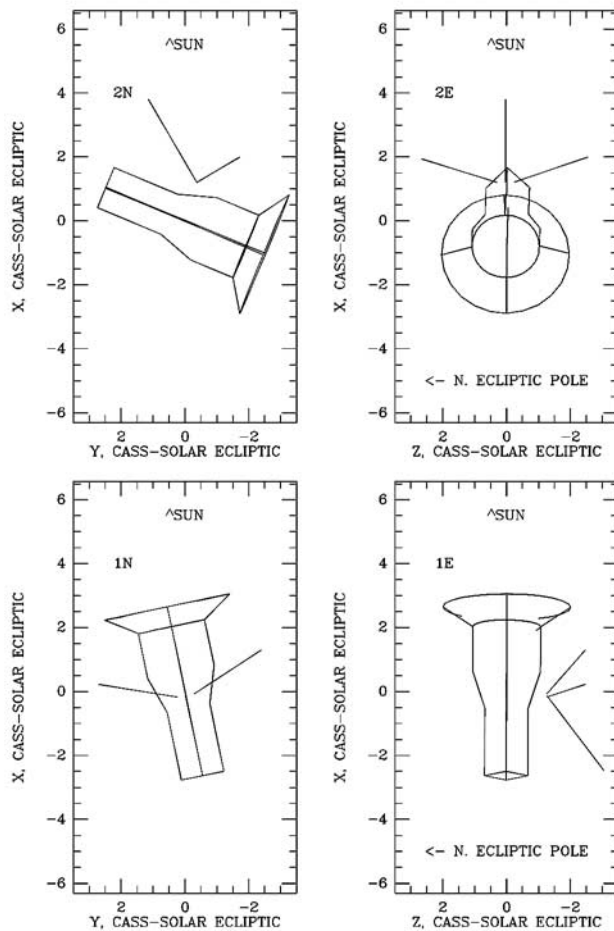 6
^SUN
4
2N
2
0
-2
-4
-6
X, CASS-SOLAR ECLIPTIC
2 0 -2
Y, CASS-SOLAR ECLIPTIC
6
^SUN
4
2E
2
0
-2
-4
<- N. ECLIPTIC POLE
-6
X, CASS-SOLAR ECLIPTIC
2 0 -2
Z, CASS-SOLAR ECLIPTIC
6
^SUN
4
1N
2
0
-2
-4
-6
X, CASS-SOLAR ECLIPTIC
2 0 -2
Y, CASS-SOLAR ECLIPTIC
6
^SUN
4
1E
2
0
-2
-4
<- N. ECLIPTIC POLE
-6
X, CASS-SOLAR ECLIPTIC
2 0 -2
Z, CASS-SOLAR ECLIPTIC